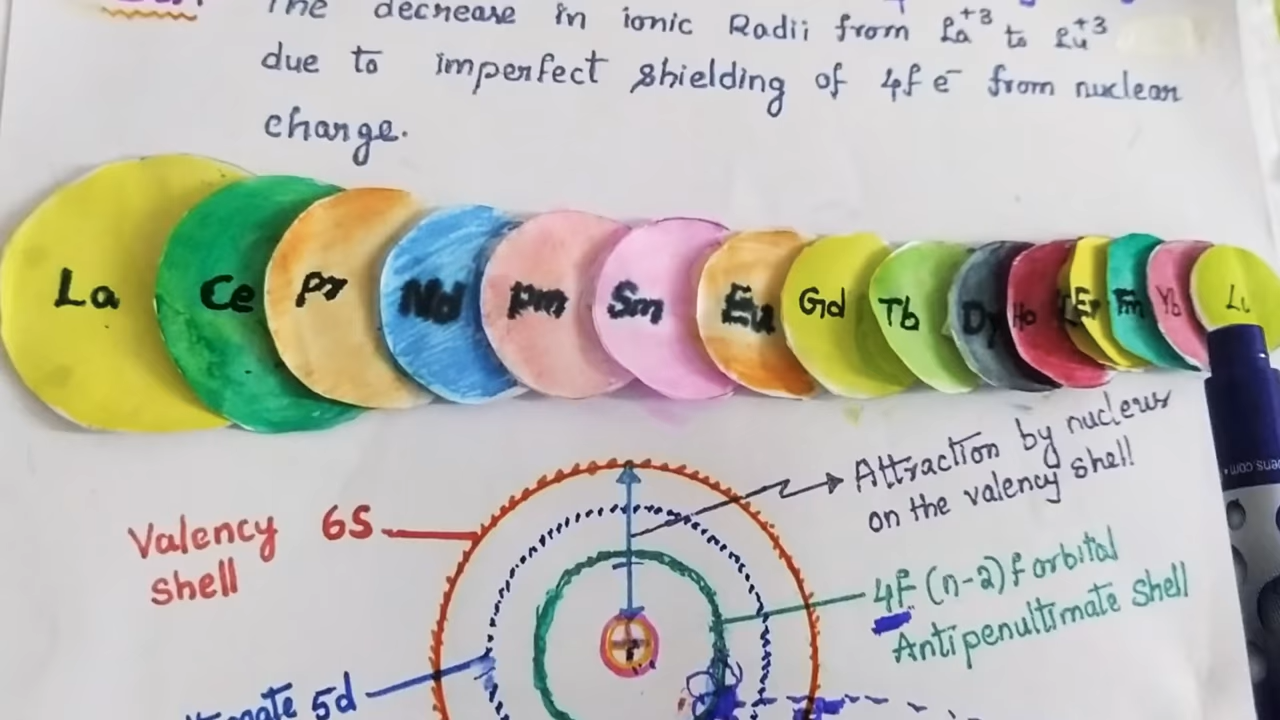 The decrease in ionic Radii from La+3 to Lu+3
due to imperfect shielding of 4f e- from nuclear
charge.
La Ce Pr Nd Pm Sm Eu Gd Tb Dy Ho Er Tm Yb Lu
Attraction by nucleus
on the valency shell
Valency 6S
shell
4F (n-2) f orbital
Antipenultimate shell
5d